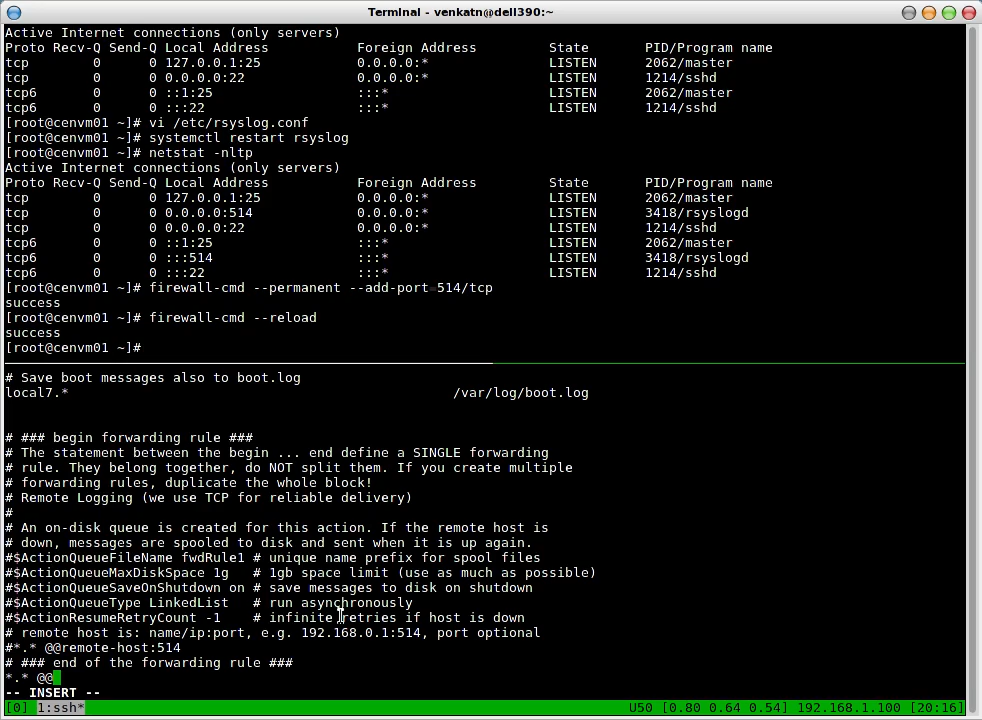 Terminal - venkatn@dell390:~
Active Internet connections (only servers)
Proto Recv-Q Send-Q Local Address           Foreign Address         State       PID/Program name
tcp        0      0 127.0.0.1:25            0.0.0.0:*               LISTEN      2062/master
tcp        0      0 0.0.0.0:22              0.0.0.0:*               LISTEN      1214/sshd
tcp6       0      0 ::1:25                  :::*                    LISTEN      2062/master
tcp6       0      0 :::22                   :::*                    LISTEN      1214/sshd
[root@cenvm01 ~]# vi /etc/rsyslog.conf
[root@cenvm01 ~]# systemctl restart rsyslog
[root@cenvm01 ~]# netstat -nltp
Active Internet connections (only servers)
Proto Recv-Q Send-Q Local Address           Foreign Address         State       PID/Program name
tcp        0      0 127.0.0.1:25            0.0.0.0:*               LISTEN      2062/master
tcp        0      0 0.0.0.0:514             0.0.0.0:*               LISTEN      3418/rsyslogd
tcp        0      0 0.0.0.0:22              0.0.0.0:*               LISTEN      1214/sshd
tcp6       0      0 ::1:25                  :::*                    LISTEN      2062/master
tcp6       0      0 :::514                  :::*                    LISTEN      3418/rsyslogd
tcp6       0      0 :::22                   :::*                    LISTEN      1214/sshd
[root@cenvm01 ~]# firewall-cmd --permanent --add-port 514/tcp
success
[root@cenvm01 ~]# firewall-cmd --reload
success
[root@cenvm01 ~]#
# Save boot messages also to boot.log
local7.*                                                /var/log/boot.log
# ### begin forwarding rule ###
# The statement between the begin ... end define a SINGLE forwarding
# rule. They belong together, do NOT split them. If you create multiple
# forwarding rules, duplicate the whole block!
# Remote Logging (we use TCP for reliable delivery)
#
# An on-disk queue is created for this action. If the remote host is
# down, messages are spooled to disk and sent when it is up again.
#$ActionQueueFileName fwdRule1 # unique name prefix for spool files
#$ActionQueueMaxDiskSpace 1g   # 1gb space limit (use as much as possible)
#$ActionQueueSaveOnShutdown on # save messages to disk on shutdown
#$ActionQueueType LinkedList   # run asynchronously
#$ActionResumeRetryCount -1    # infinite retries if host is down
# remote host is: name/ip:port, e.g. 192.168.0.1:514, port optional
#*.* @@remote-host:514
# ### end of the forwarding rule ###
*.* @@
-- INSERT --
[0] 1:ssh* U50 [0.80 0.64 0.54] 192.168.1.100 [20:16]